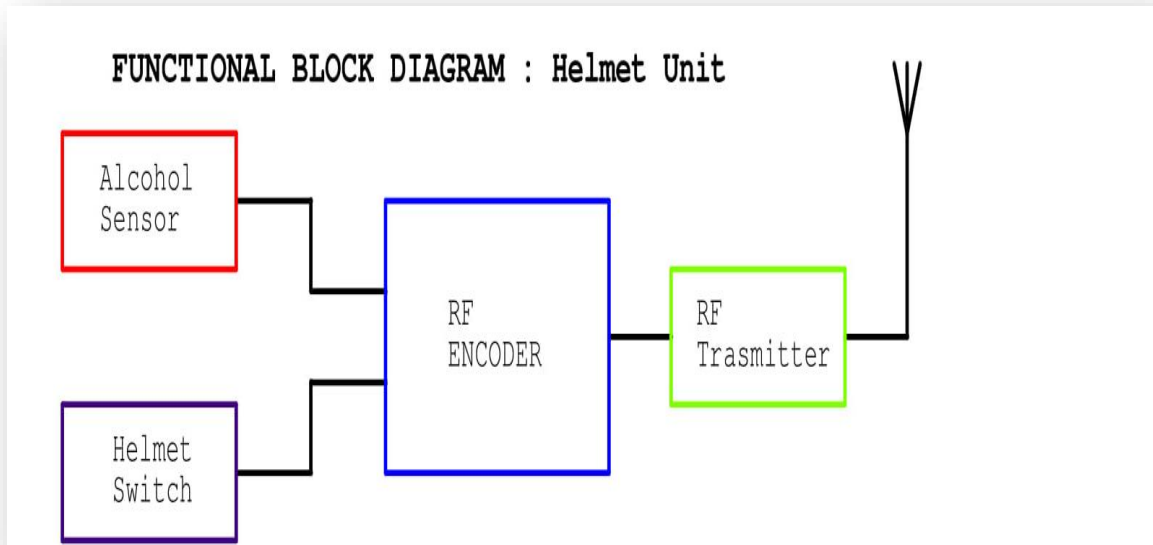 FUNCTIONAL BLOCK DIAGRAM : Helmet Unit
Alcohol
Sensor
RF
ENCODER
RF
Trasmitter
Helmet
Switch